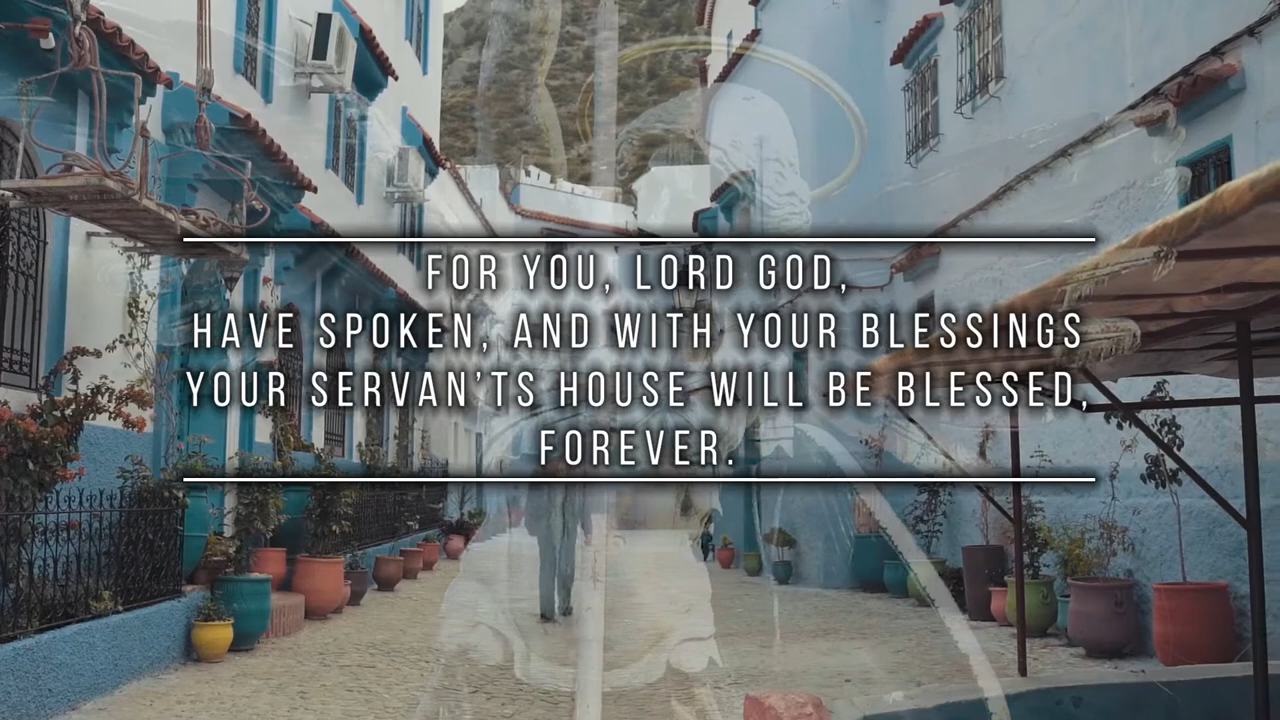 FOR YOU, LORD GOD,
HAVE SPOKEN, AND WITH YOUR BLESSINGS
YOUR SERVAN'TS HOUSE WILL BE BLESSED,
FOREVER.